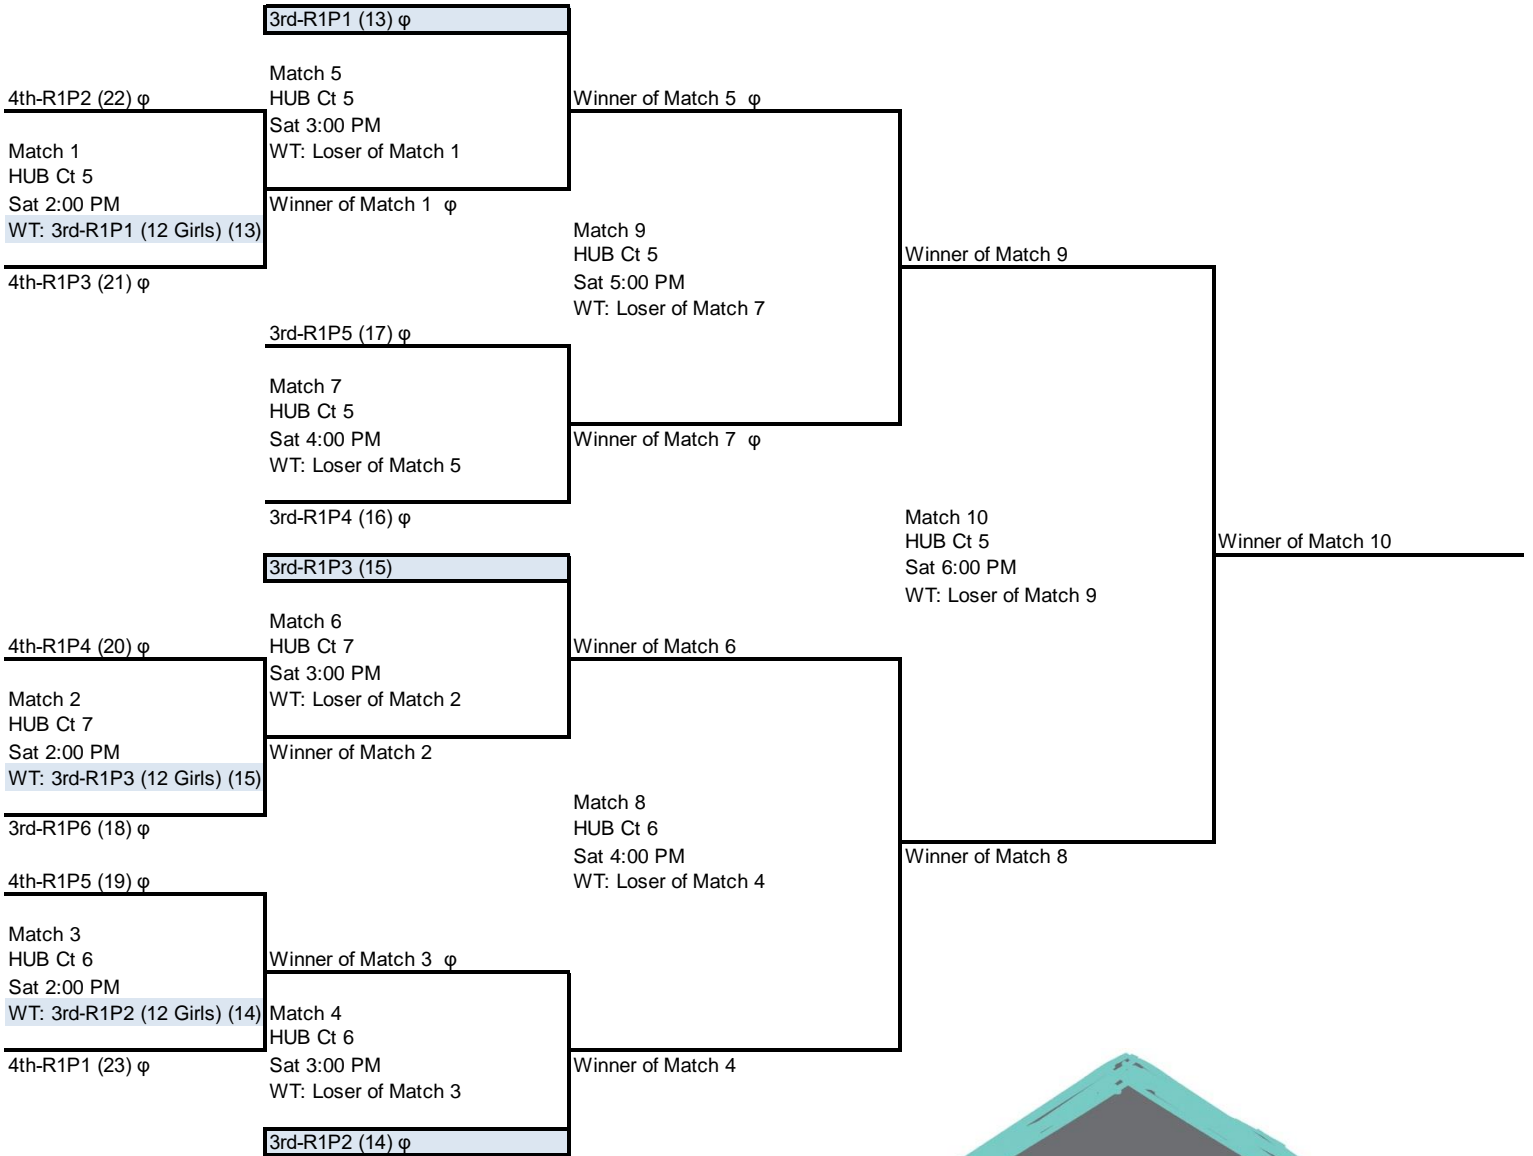 3rd-R1P1 (13) φ
Match 5
HUB Ct 5
Sat 3:00 PM
WT: Loser of Match 1
4th-R1P2 (22) φ
Winner of Match 5 φ
Match 1
HUB Ct 5
Sat 2:00 PM
WT: 3rd-R1P1 (12 Girls) (13)
Winner of Match 1 φ
4th-R1P3 (21) φ
Match 9
HUB Ct 5
Sat 5:00 PM
WT: Loser of Match 7
Winner of Match 9
3rd-R1P5 (17) φ
Match 7
HUB Ct 5
Sat 4:00 PM
WT: Loser of Match 5
Winner of Match 7 φ
3rd-R1P4 (16) φ
Match 10
HUB Ct 5
Sat 6:00 PM
WT: Loser of Match 9
Winner of Match 10
3rd-R1P3 (15)
Match 6
HUB Ct 7
Sat 3:00 PM
WT: Loser of Match 2
4th-R1P4 (20) φ
Winner of Match 6
Match 2
HUB Ct 7
Sat 2:00 PM
WT: 3rd-R1P3 (12 Girls) (15)
Winner of Match 2
3rd-R1P6 (18) φ
Match 8
HUB Ct 6
Sat 4:00 PM
WT: Loser of Match 4
Winner of Match 8
4th-R1P5 (19) φ
Match 3
HUB Ct 6
Sat 2:00 PM
WT: 3rd-R1P2 (12 Girls) (14)
Winner of Match 3 φ
4th-R1P1 (23) φ
Match 4
HUB Ct 6
Sat 3:00 PM
WT: Loser of Match 3
Winner of Match 4
3rd-R1P2 (14) φ